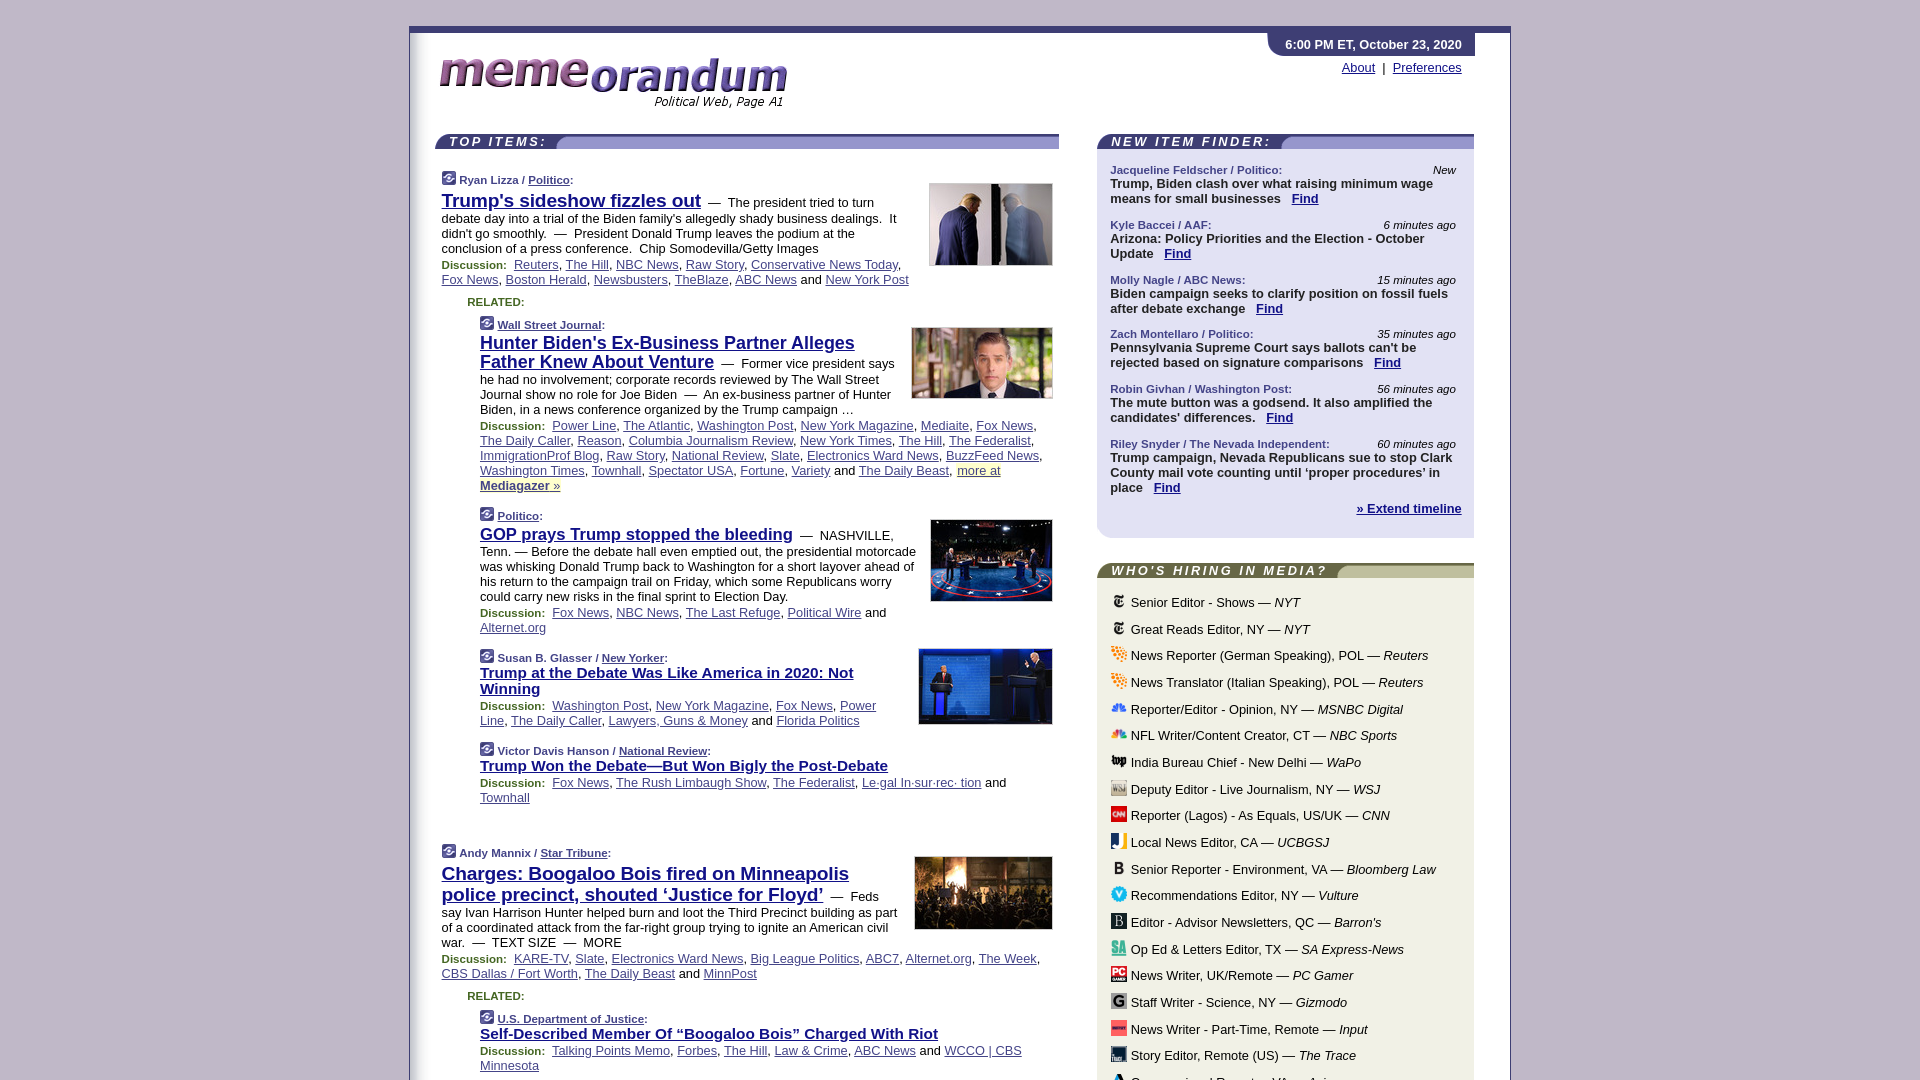 6:00 PM ET, October 23, 2020
About | Preferences
memeorandum
Political Web, Page A1
TOP ITEMS:
Ryan Lizza / Politico:
Trump's sideshow fizzles out — The president tried to turn
debate day into a trial of the Biden family's allegedly shady business dealings. It
didn't go smoothly. — President Donald Trump leaves the podium at the
conclusion of a press conference. Chip Somodevilla/Getty Images
Discussion: Reuters, The Hill, NBC News, Raw Story, Conservative News Today,
Fox News, Boston Herald, Newsbusters, TheBlaze, ABC News and New York Post
RELATED:
Wall Street Journal:
Hunter Biden's Ex-Business Partner Alleges
Father Knew About Venture — Former vice president says
he had no involvement; corporate records reviewed by The Wall Street
Journal show no role for Joe Biden — An ex-business partner of Hunter
Biden, in a news conference organized by the Trump campaign …
Discussion: Power Line, The Atlantic, Washington Post, New York Magazine, Mediaite, Fox News,
The Daily Caller, Reason, Columbia Journalism Review, New York Times, The Hill, The Federalist,
ImmigrationProf Blog, Raw Story, National Review, Slate, Electronics Ward News, BuzzFeed News,
Washington Times, Townhall, Spectator USA, Fortune, Variety and The Daily Beast, more at
Mediagazer »
Politico:
GOP prays Trump stopped the bleeding — NASHVILLE,
Tenn. — Before the debate hall even emptied out, the presidential motorcade
was whisking Donald Trump back to Washington for a short layover ahead of
his return to the campaign trail on Friday, which some Republicans worry
could carry new risks in the final sprint to Election Day.
Discussion: Fox News, NBC News, The Last Refuge, Political Wire and
Alternet.org
Susan B. Glasser / New Yorker:
Trump at the Debate Was Like America in 2020: Not
Winning
Discussion: Washington Post, New York Magazine, Fox News, Power
Line, The Daily Caller, Lawyers, Guns & Money and Florida Politics
Victor Davis Hanson / National Review:
Trump Won the Debate—But Won Bigly the Post-Debate
Discussion: Fox News, The Rush Limbaugh Show, The Federalist, Le·gal In·sur·rec· tion and
Townhall
Andy Mannix / Star Tribune:
Charges: Boogaloo Bois fired on Minneapolis
police precinct, shouted ‘Justice for Floyd’ — Feds
say Ivan Harrison Hunter helped burn and loot the Third Precinct building as part
of a coordinated attack from the far-right group trying to ignite an American civil
war. — TEXT SIZE — MORE
Discussion: KARE-TV, Slate, Electronics Ward News, Big League Politics, ABC7, Alternet.org, The Week,
CBS Dallas / Fort Worth, The Daily Beast and MinnPost
RELATED:
U.S. Department of Justice:
Self-Described Member Of “Boogaloo Bois” Charged With Riot
Discussion: Talking Points Memo, Forbes, The Hill, Law & Crime, ABC News and WCCO | CBS
Minnesota
NEW ITEM FINDER:
Jacqueline Feldscher / Politico: New
Trump, Biden clash over what raising minimum wage
means for small businesses Find
Kyle Baccei / AAF: 6 minutes ago
Arizona: Policy Priorities and the Election - October
Update Find
Molly Nagle / ABC News: 15 minutes ago
Biden campaign seeks to clarify position on fossil fuels
after debate exchange Find
Zach Montellaro / Politico: 35 minutes ago
Pennsylvania Supreme Court says ballots can't be
rejected based on signature comparisons Find
Robin Givhan / Washington Post: 56 minutes ago
The mute button was a godsend. It also amplified the
candidates' differences. Find
Riley Snyder / The Nevada Independent: 60 minutes ago
Trump campaign, Nevada Republicans sue to stop Clark
County mail vote counting until ‘proper procedures’ in
place Find
» Extend timeline
WHO'S HIRING IN MEDIA?
Senior Editor - Shows — NYT
Great Reads Editor, NY — NYT
News Reporter (German Speaking), POL — Reuters
News Translator (Italian Speaking), POL — Reuters
Reporter/Editor - Opinion, NY — MSNBC Digital
NFL Writer/Content Creator, CT — NBC Sports
India Bureau Chief - New Delhi — WaPo
Deputy Editor - Live Journalism, NY — WSJ
Reporter (Lagos) - As Equals, US/UK — CNN
Local News Editor, CA — UCBGSJ
Senior Reporter - Environment, VA — Bloomberg Law
Recommendations Editor, NY — Vulture
Editor - Advisor Newsletters, QC — Barron's
Op Ed & Letters Editor, TX — SA Express-News
News Writer, UK/Remote — PC Gamer
Staff Writer - Science, NY — Gizmodo
News Writer - Part-Time, Remote — Input
Story Editor, Remote (US) — The Trace